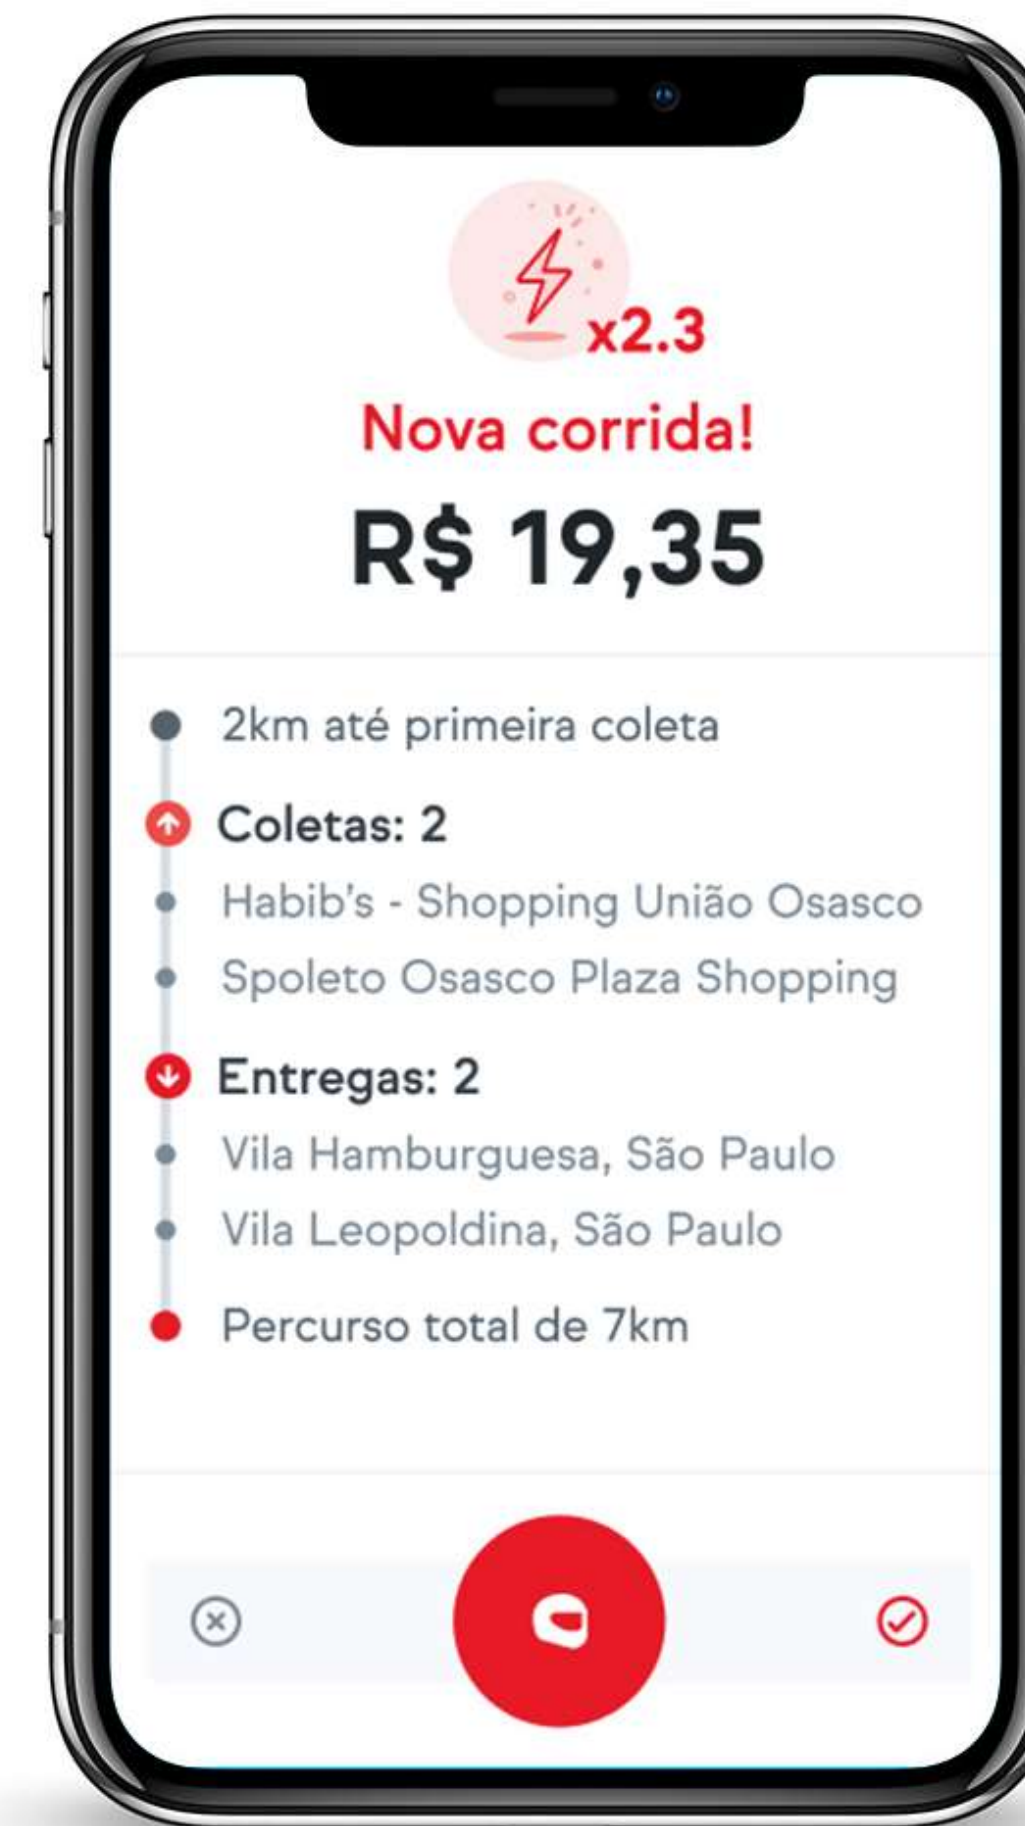 x2.3
Nova corrida!
R$ 19,35
2km até primeira coleta
Coletas: 2
Habib's - Shopping União Osasco
Spoleto Osasco Plaza Shopping
Entregas: 2
Vila Hamburguesa, São Paulo
Vila Leopoldina, São Paulo
Percurso total de 7km